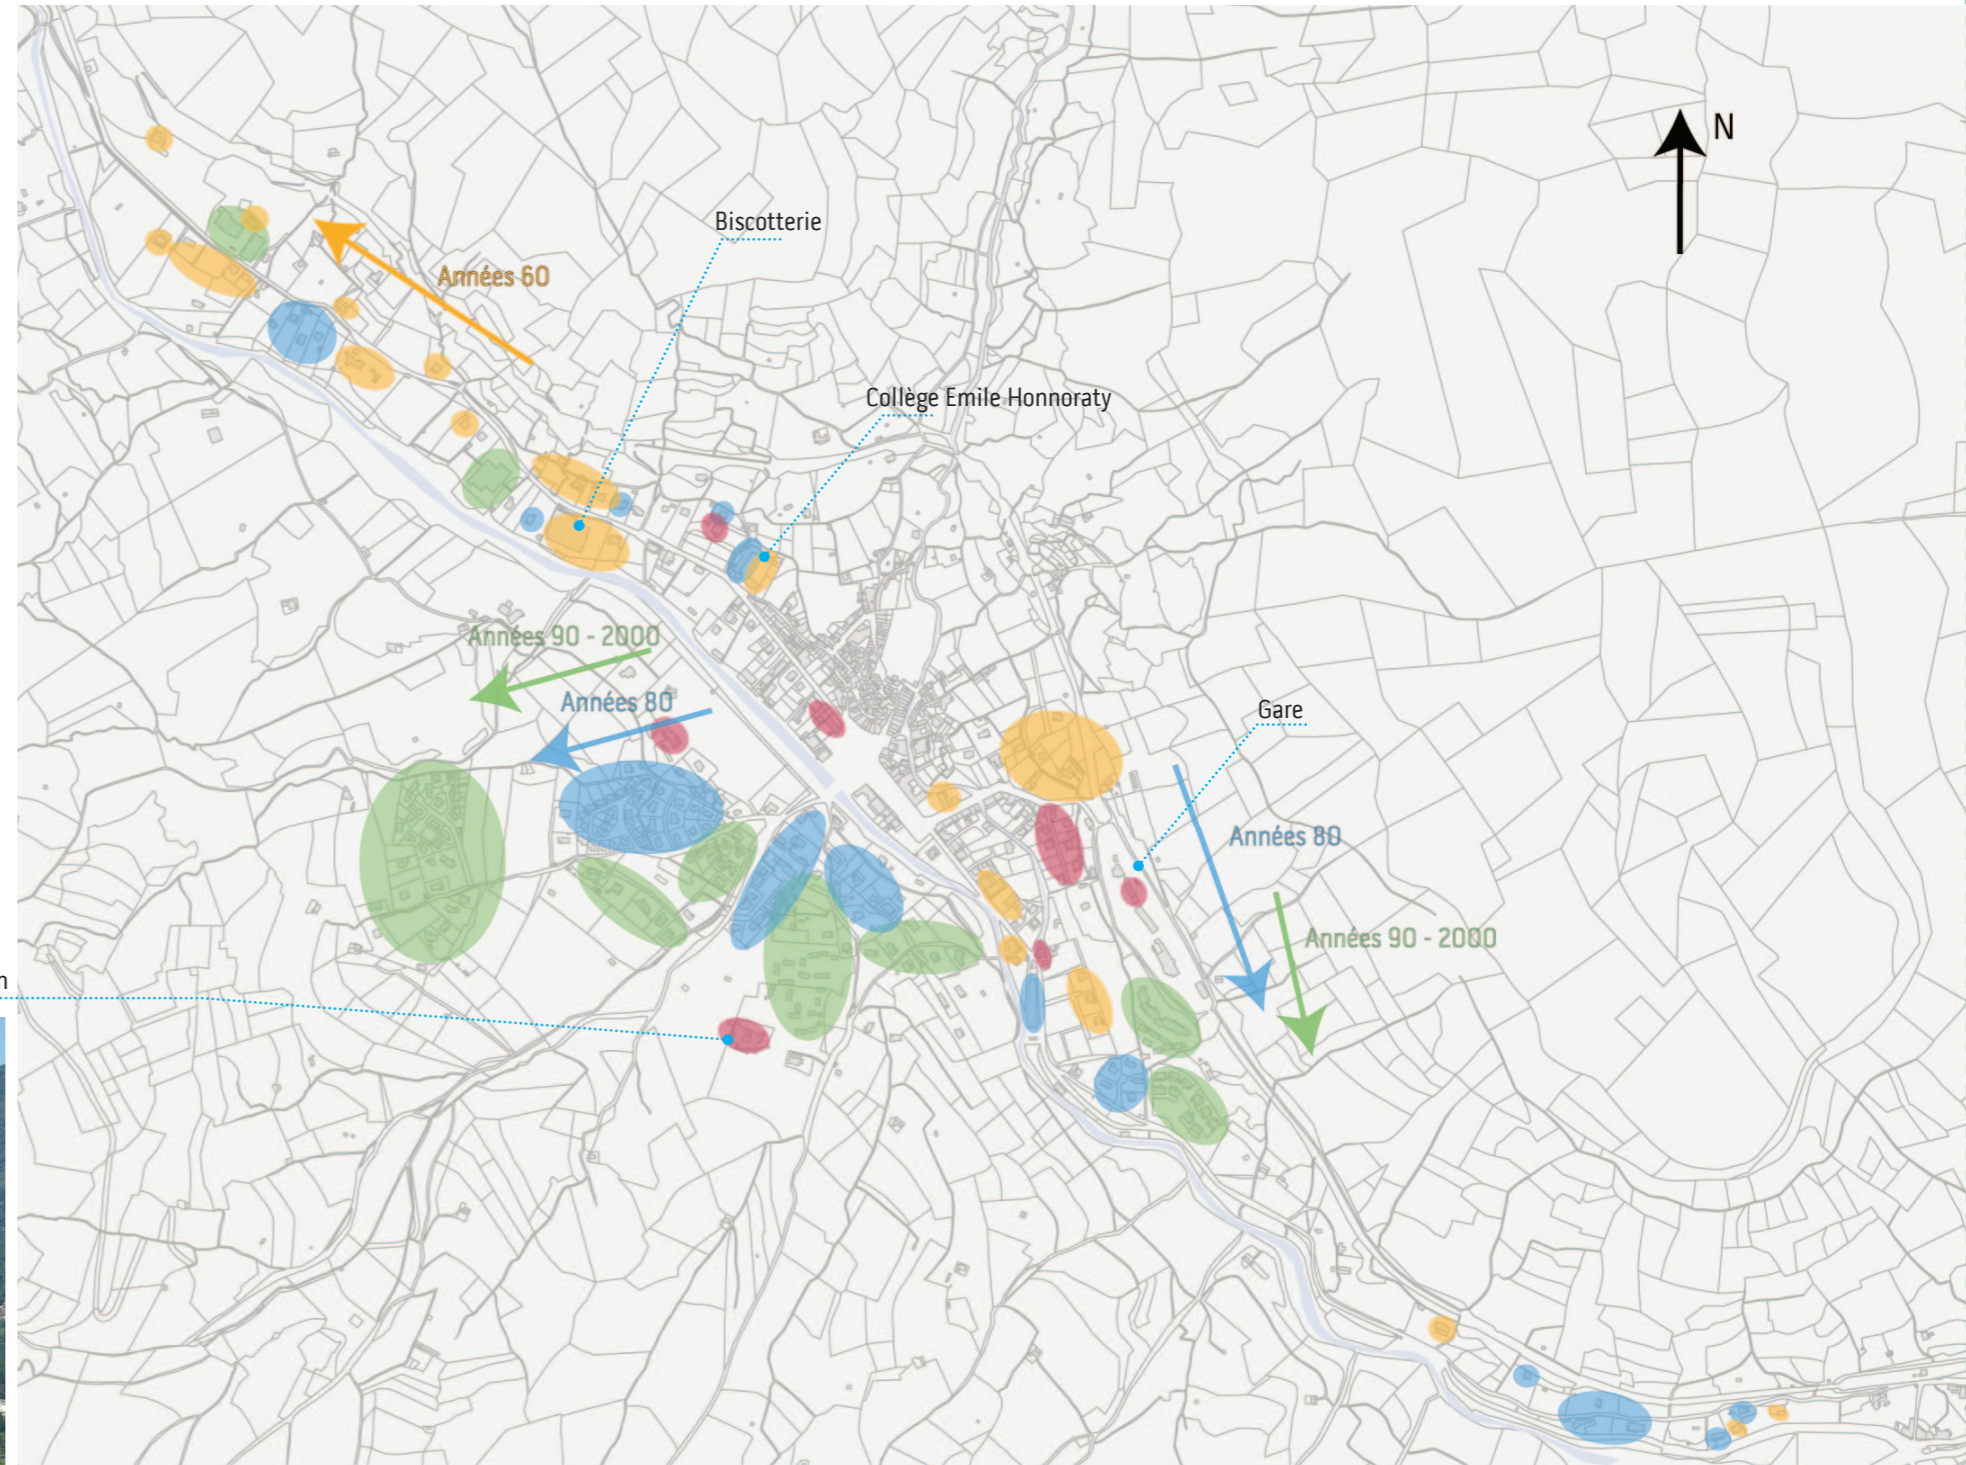 N
Biscotterie
Années 60
Collège Emile Honnoraty
Années 90 - 2000
Années 80
Gare
Années 80
Années 90 - 2000